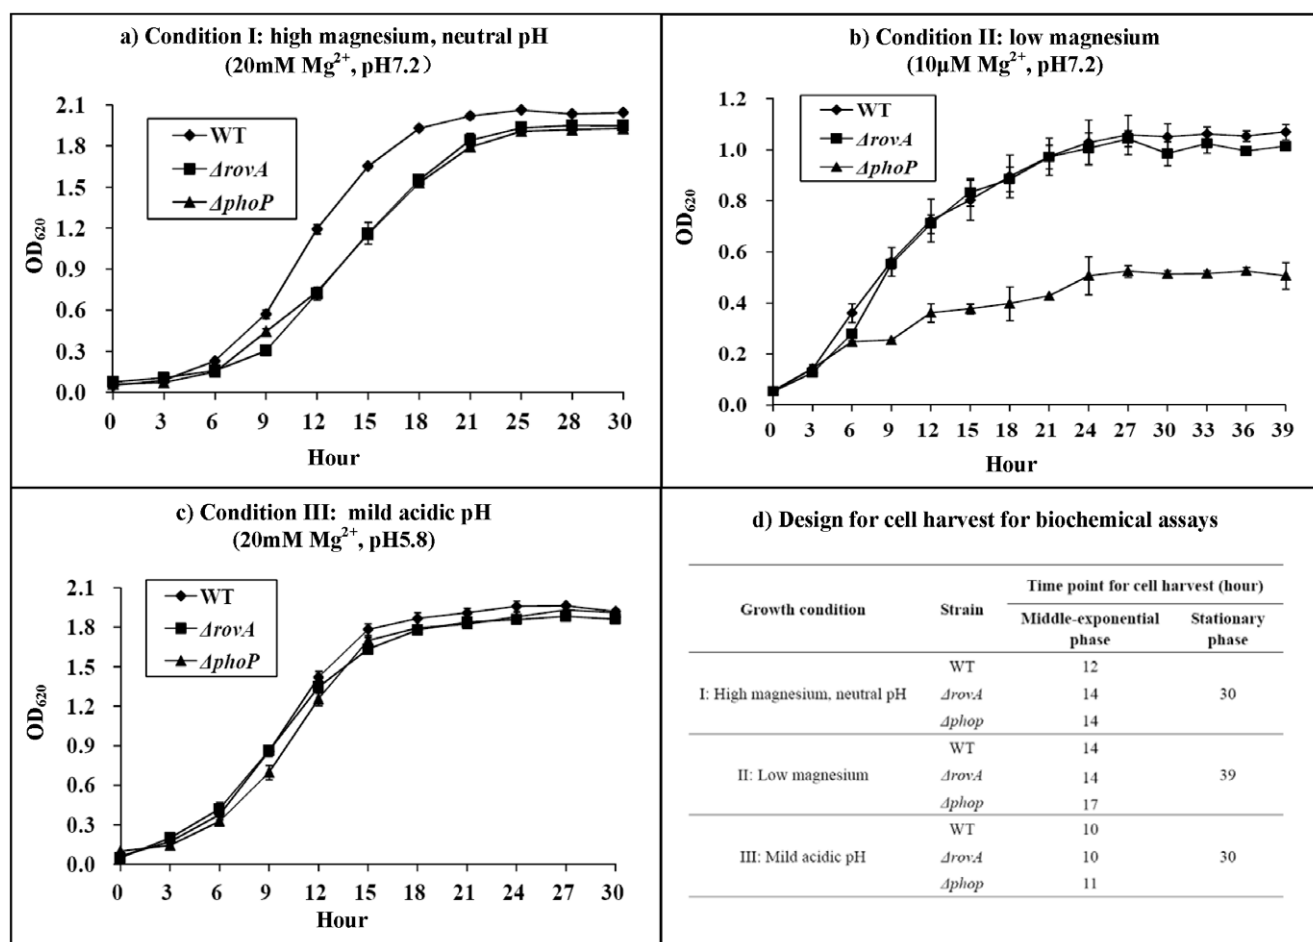 a) Condition I: high magnesium, neutral pH
(20mM Mg²⁺, pH7.2)
2.1
1.8
1.5
1.2
0.9
0.6
0.3
0.0
OD₆₂₀
WT
ΔrovA
ΔphoP
0 3 6 9 12 15 18 21 25 28 30
Hour
b) Condition II: low magnesium
(10μM Mg²⁺, pH7.2)
1.2
1.0
0.8
0.6
0.4
0.2
0.0
OD₆₂₀
WT
ΔrovA
ΔphoP
0 3 6 9 12 15 18 21 24 27 30 33 36 39
Hour
c) Condition III: mild acidic pH
(20mM Mg²⁺, pH5.8)
2.1
1.8
1.5
1.2
0.9
0.6
0.3
0.0
OD₆₂₀
WT
ΔrovA
ΔphoP
0 3 6 9 12 15 18 21 24 27 30
Hour
d) Design for cell harvest for biochemical assays
Time point for cell harvest (hour)
Growth condition Strain Middle-exponential phase Stationary phase
WT 12
I: High magnesium, neutral pH ΔrovA 14 30
Δphop 14
WT 14
II: Low magnesium ΔrovA 14 39
Δphop 17
WT 10
III: Mild acidic pH ΔrovA 10 30
Δphop 11